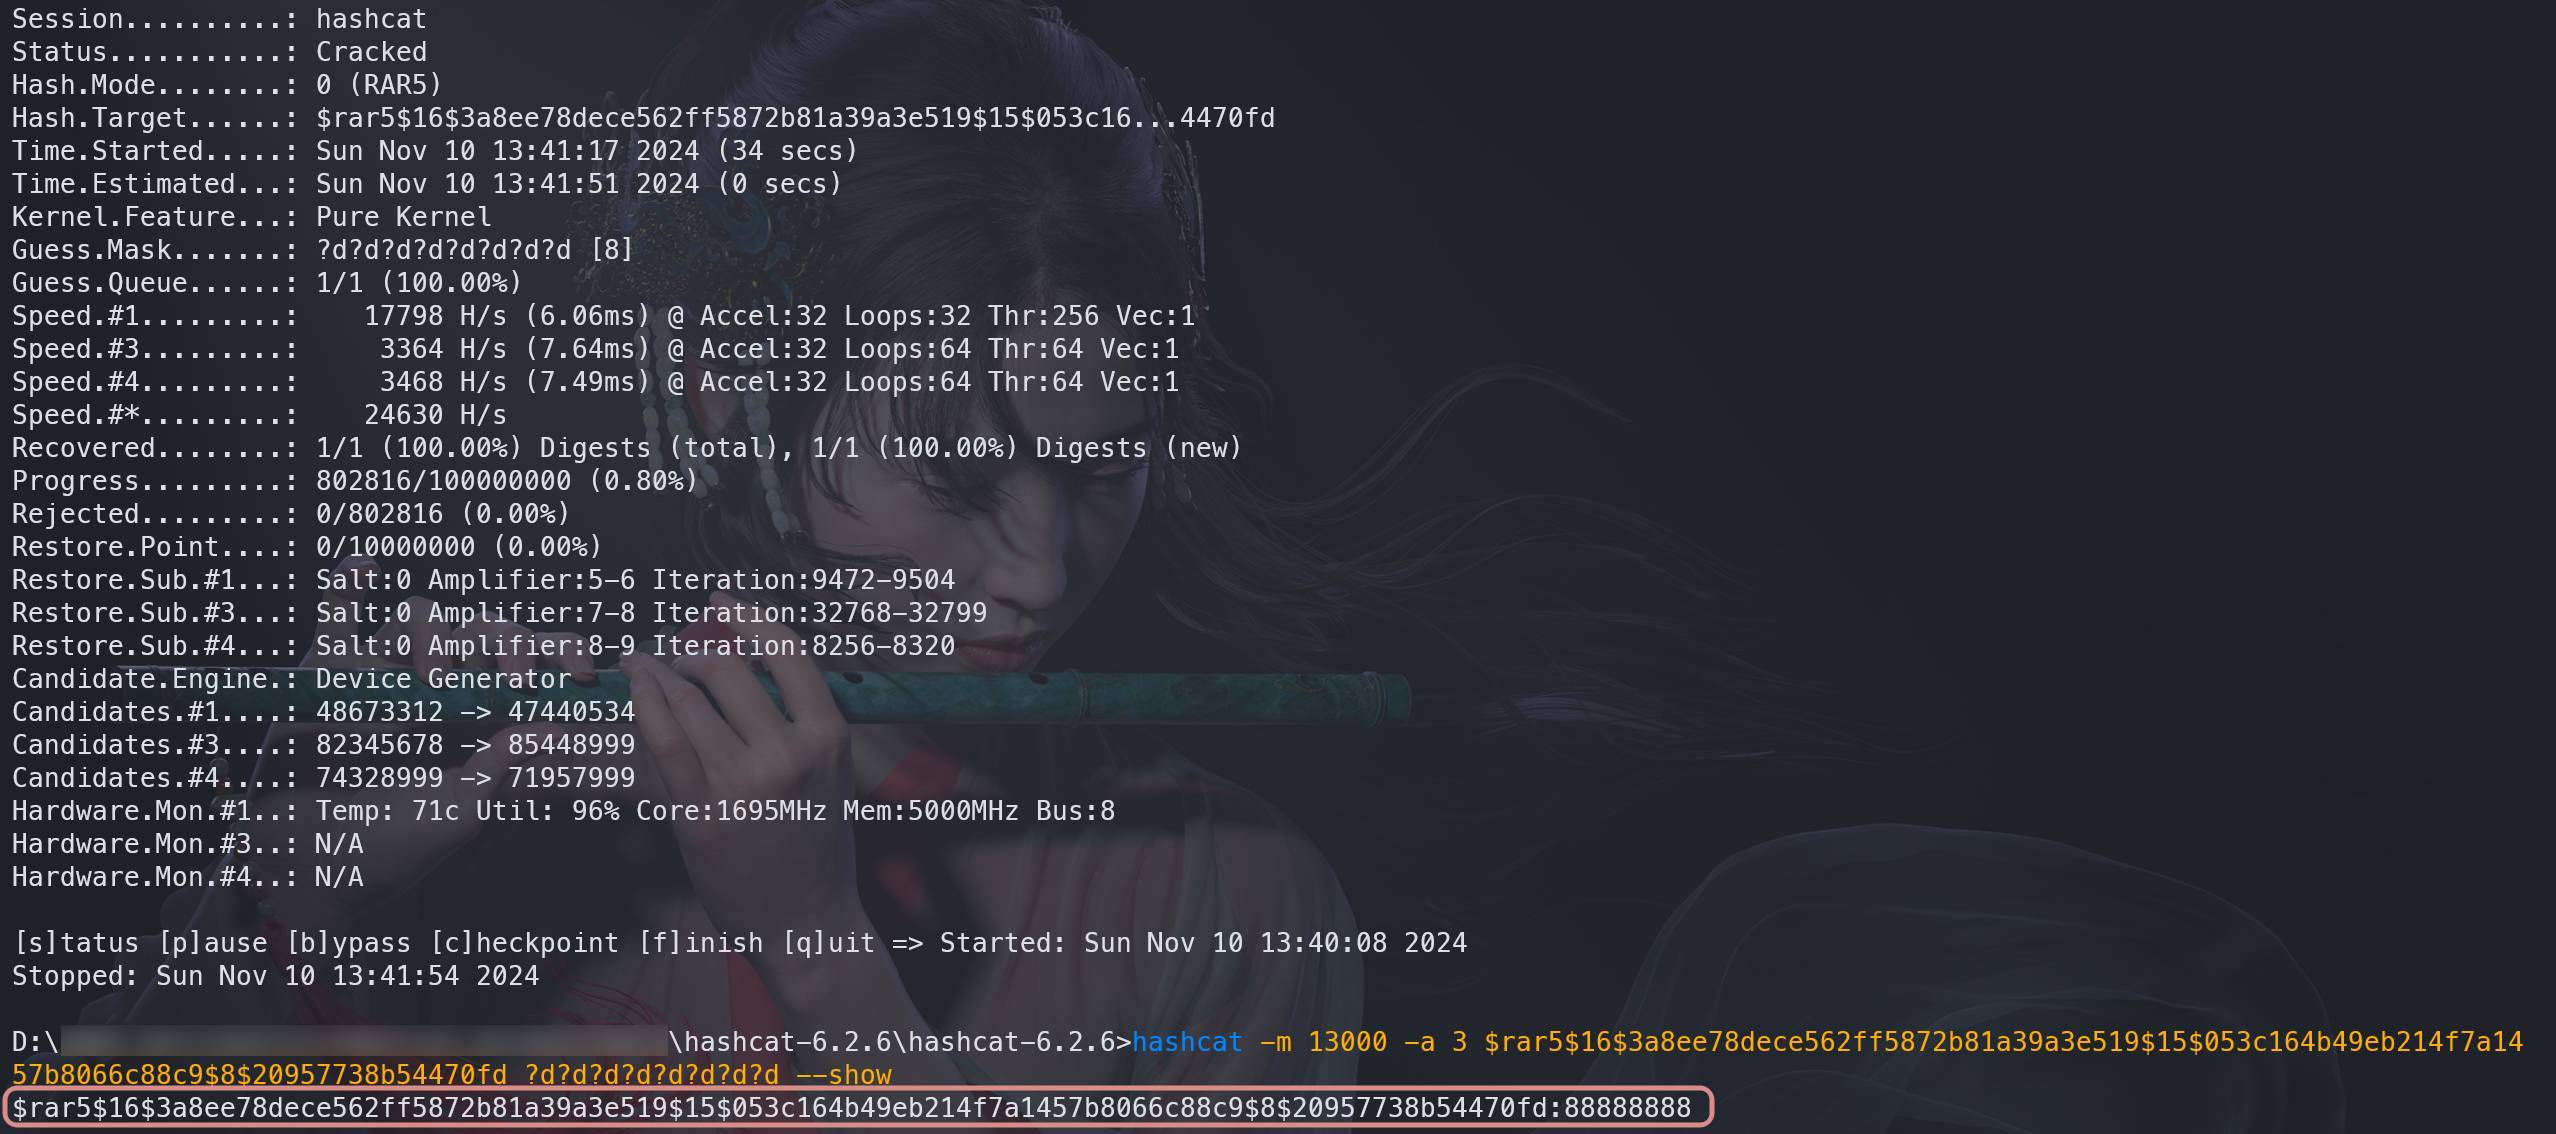 Session..........: hashcat
Status...........: Cracked
Hash.Mode........: 0 (RAR5)
Hash.Target......: $rar5$16$3a8ee78dece562ff5872b81a39a3e519$15$053c16...4470fd
Time.Started.....: Sun Nov 10 13:41:17 2024 (34 secs)
Time.Estimated...: Sun Nov 10 13:41:51 2024 (0 secs)
Kernel.Feature...: Pure Kernel
Guess.Mask.......: ?d?d?d?d?d?d?d?d [8]
Guess.Queue......: 1/1 (100.00%)
Speed.#1.........:    17798 H/s (6.06ms) @ Accel:32 Loops:32 Thr:256 Vec:1
Speed.#3.........:     3364 H/s (7.64ms) @ Accel:32 Loops:64 Thr:64 Vec:1
Speed.#4.........:     3468 H/s (7.49ms) @ Accel:32 Loops:64 Thr:64 Vec:1
Speed.#*.........:    24630 H/s
Recovered........: 1/1 (100.00%) Digests (total), 1/1 (100.00%) Digests (new)
Progress.........: 802816/100000000 (0.80%)
Rejected.........: 0/802816 (0.00%)
Restore.Point....: 0/10000000 (0.00%)
Restore.Sub.#1...: Salt:0 Amplifier:5-6 Iteration:9472-9504
Restore.Sub.#3...: Salt:0 Amplifier:7-8 Iteration:32768-32799
Restore.Sub.#4...: Salt:0 Amplifier:8-9 Iteration:8256-8320
Candidate.Engine.: Device Generator
Candidates.#1....: 48673312 -> 47440534
Candidates.#3....: 82345678 -> 85448999
Candidates.#4....: 74328999 -> 71957999
Hardware.Mon.#1..: Temp: 71c Util: 96% Core:1695MHz Mem:5000MHz Bus:8
Hardware.Mon.#3..: N/A
Hardware.Mon.#4..: N/A
[s]tatus [p]ause [b]ypass [c]heckpoint [f]inish [q]uit => Started: Sun Nov 10 13:40:08 2024
Stopped: Sun Nov 10 13:41:54 2024
D:\ \hashcat-6.2.6\hashcat-6.2.6>hashcat -m 13000 -a 3 $rar5$16$3a8ee78dece562ff5872b81a39a3e519$15$053c164b49eb214f7a14
57b8066c88c9$8$20957738b54470fd ?d?d?d?d?d?d?d?d --show
$rar5$16$3a8ee78dece562ff5872b81a39a3e519$15$053c164b49eb214f7a1457b8066c88c9$8$20957738b54470fd:88888888